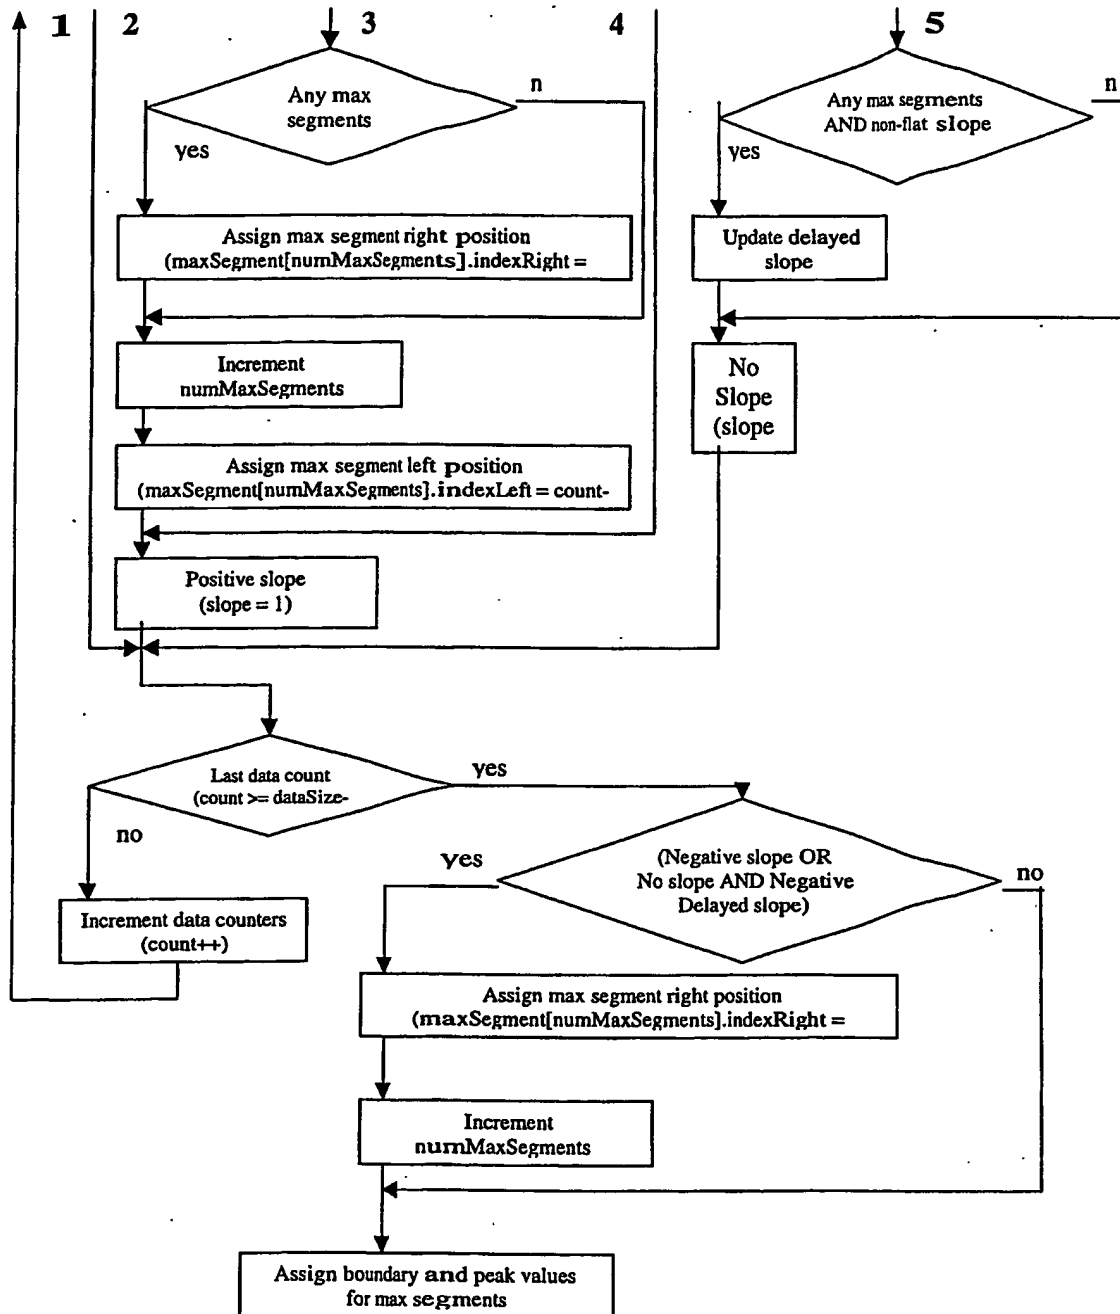 1 2 3 4 5
Any max
segments
n
yes
Any max segments
AND non-flat slope
n
yes
Assign max segment right position
(maxSegment[numMaxSegments].indexRight =
Update delayed
slope
Increment
numMaxSegments
No
Slope
(slope
Assign max segment left position
(maxSegment[numMaxSegments].indexLeft = count-
Positive slope
(slope = 1)
Last data count
(count >= dataSize-
yes
no
(Negative slope OR
No slope AND Negative
Delayed slope)
yes
no
Increment data counters
(count++)
Assign max segment right position
(maxSegment[numMaxSegments].indexRight =
Increment
numMaxSegments
Assign boundary and peak values
for max segments